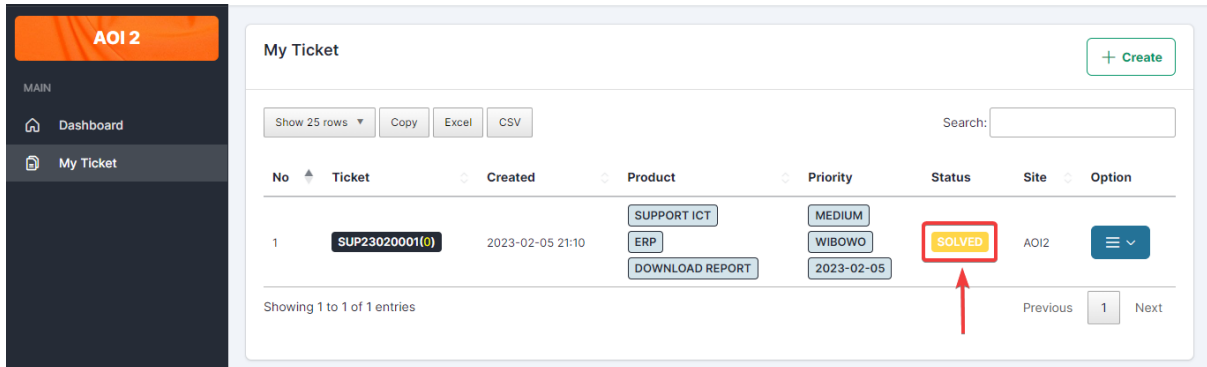 AOI 2
MAIN
Dashboard
My Ticket
My Ticket
+ Create
Show 25 rows ▼ Copy Excel CSV
Search:
No Ticket Created Product Priority Status Site Option
1 SUP23020001(0) 2023-02-05 21:10 SUPPORT ICT MEDIUM SOLVED AOI2
ERP WIBOWO
DOWNLOAD REPORT 2023-02-05
Showing 1 to 1 of 1 entries
Previous 1 Next